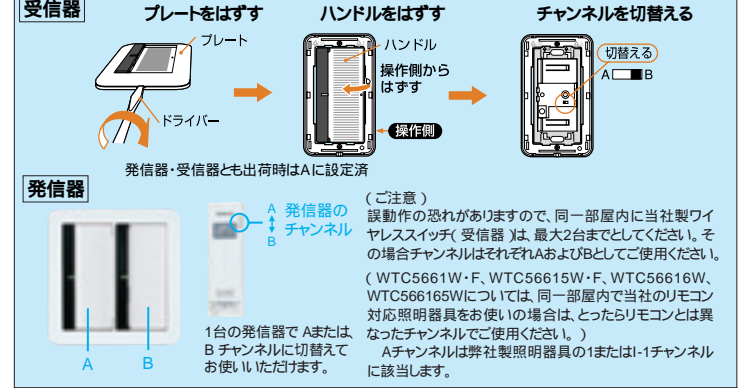 受信器
プレートをはずす
ハンドルをはずす
チャンネルを切替える
プレート
ドライバー
ハンドル
操作側から
はずす
操作側
切替える
A B
発信器・受信器とも出荷時はAに設定済
発信器
A B
A
B
発信器の
チャンネル
1台の発信器で Aまたは、
B チャンネルに切替えて
お使いいただけます。
(ご注意)
誤動作の恐れがありますので、同一部屋内に当社製ワイ
ヤレススイッチ(受信器)は、最大2台までとしてください。そ
の場合チャンネルはそれぞれAおよびBとしてご使用ください。
(WTC5661W・F、WTC56615W・F、WTC56616W、
WTC566165Wについては、同一部屋内で当社のリモコン
対応照明器具をお使いの場合は、とったらリモコンとは異
なったチャンネルでご使用ください。)
Aチャンネルは弊社製照明器具の1またはI-1チャンネル
に該当します。